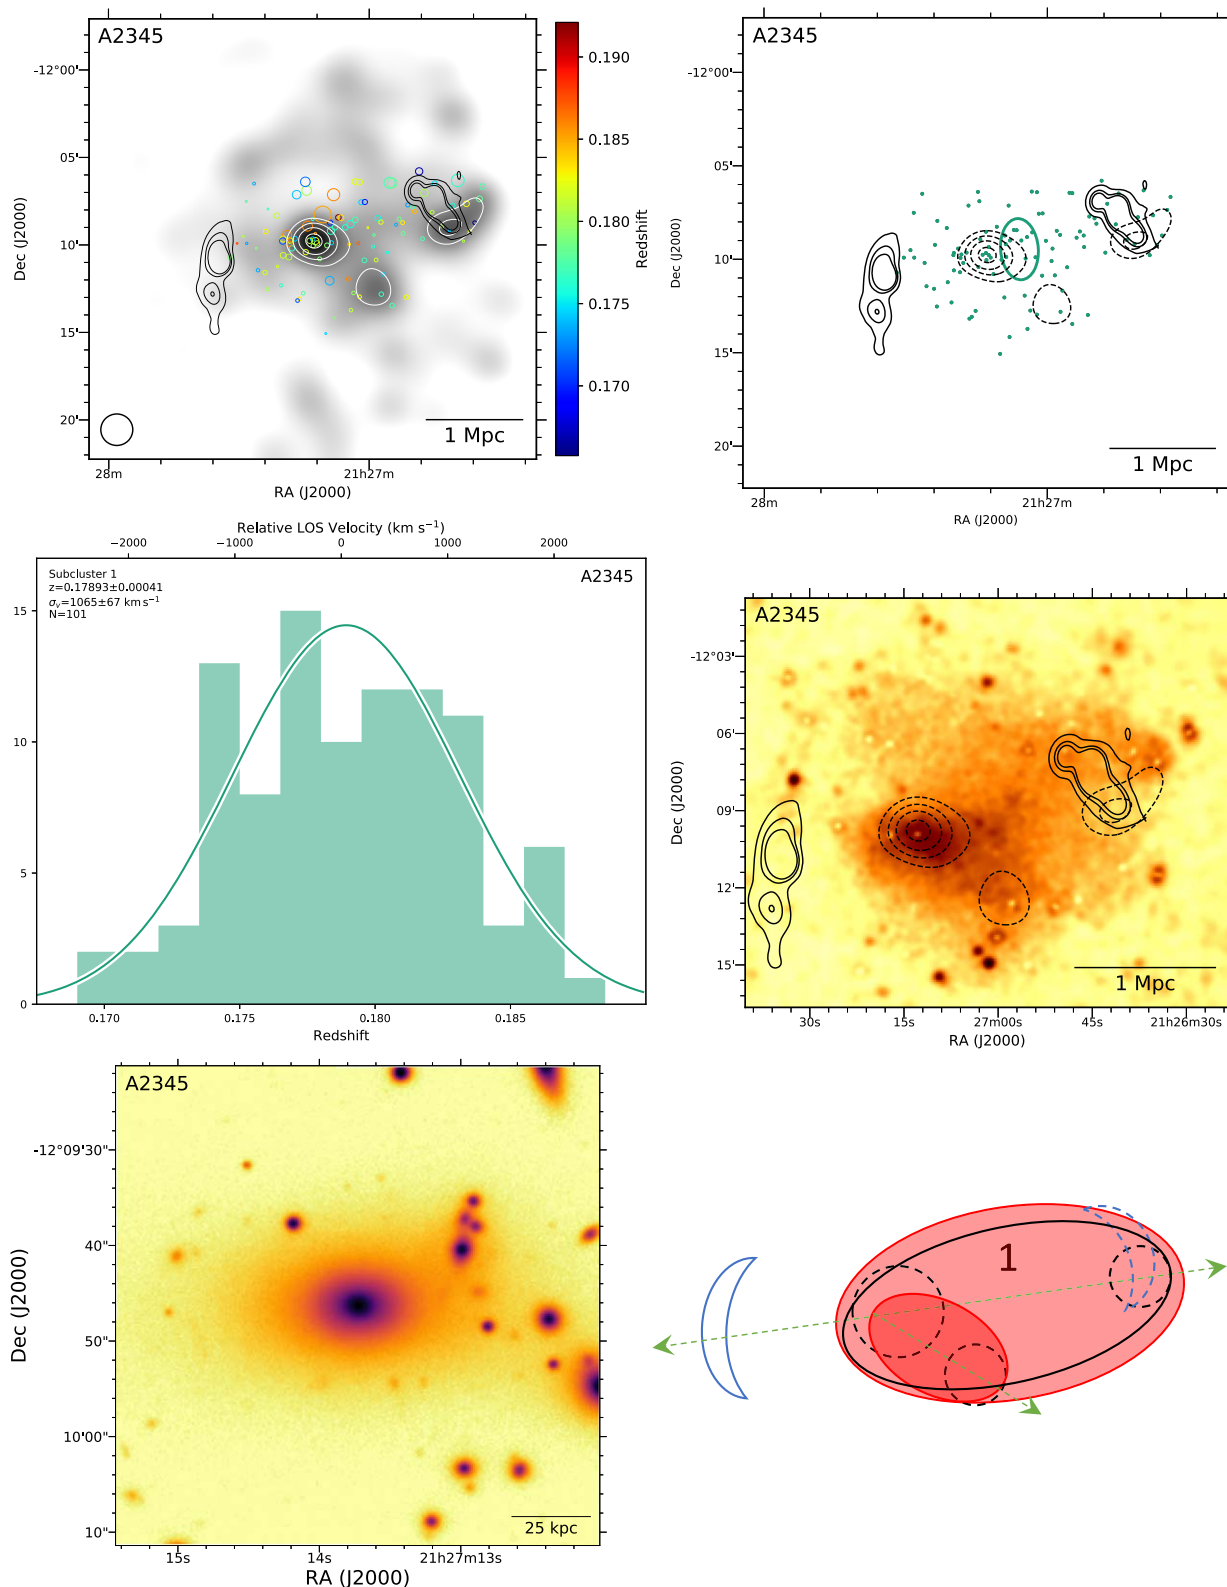 A2345
-12°00'
05'
10'
15'
20'
Dec (J2000)
28m
21h27m
RA (J2000)
1 Mpc
0.190
0.185
0.180
0.175
0.170
Redshift
A2345
-12°00'
05'
10'
15'
20'
Dec (J2000)
28m
21h27m
RA (J2000)
1 Mpc
Relative LOS Velocity (km s⁻¹)
−2000
−1000
0
1000
2000
Subcluster 1
z=0.17893±0.00041
σᵥ=1065±67 km s⁻¹
N=101
A2345
15
10
5
0
0.170
0.175
0.180
0.185
Redshift
A2345
-12°03'
06'
09'
12'
15'
Dec (J2000)
1 Mpc
30s
15s
27m00s
45s
21h26m30s
RA (J2000)
A2345
-12°09'30"
40"
50"
10'00"
10"
Dec (J2000)
25 kpc
15s
14s
21h27m13s
RA (J2000)
1